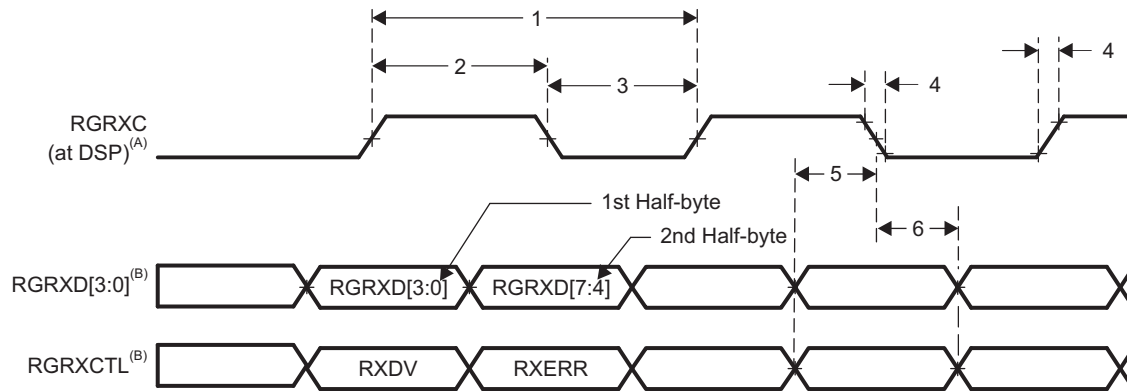 1
4
2
3
4
RGRXC
(at DSP)(A)
5
1st Half-byte
6
2nd Half-byte
RGRXD[3:0](B)
RGRXD[3:0]
RGRXD[7:4]
RGRXCTL(B)
RXDV
RXERR